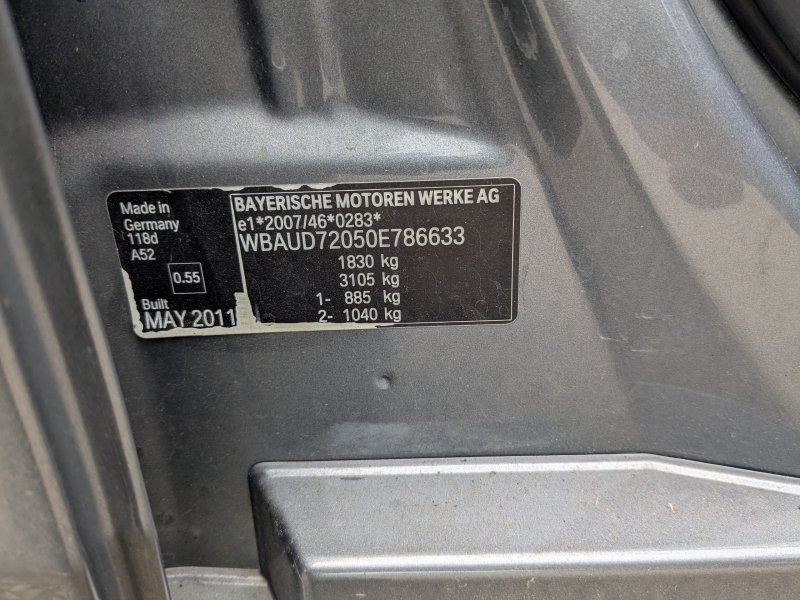 Made in
Germany
118d
A52
0.55
Built
MAY 2011
BAYERISCHE MOTOREN WERKE AG
e1*2007/46*0283*
WBAUD72050E786633
1830 kg
3105 kg
1- 885 kg
2- 1040 kg